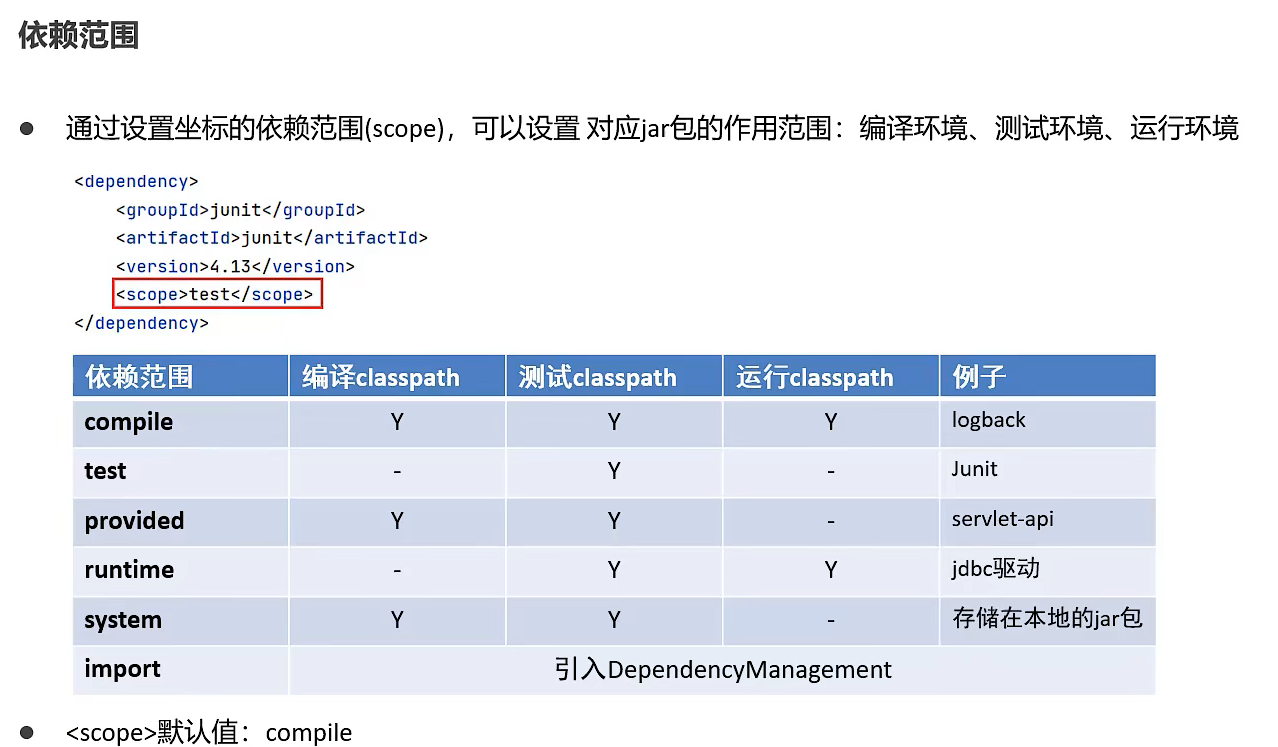 依赖范围
● 通过设置坐标的依赖范围(scope)，可以设置 对应jar包的作用范围：编译环境、测试环境、运行环境
<dependency>
<groupId>junit</groupId>
<artifactId>junit</artifactId>
<version>4.13</version>
<scope>test</scope>
</dependency>
依赖范围 编译classpath 测试classpath 运行classpath 例子
compile Y Y Y logback
test - Y - Junit
provided Y Y - servlet-api
runtime - Y Y jdbc驱动
system Y Y - 存储在本地的jar包
import 引入DependencyManagement
● <scope>默认值：compile